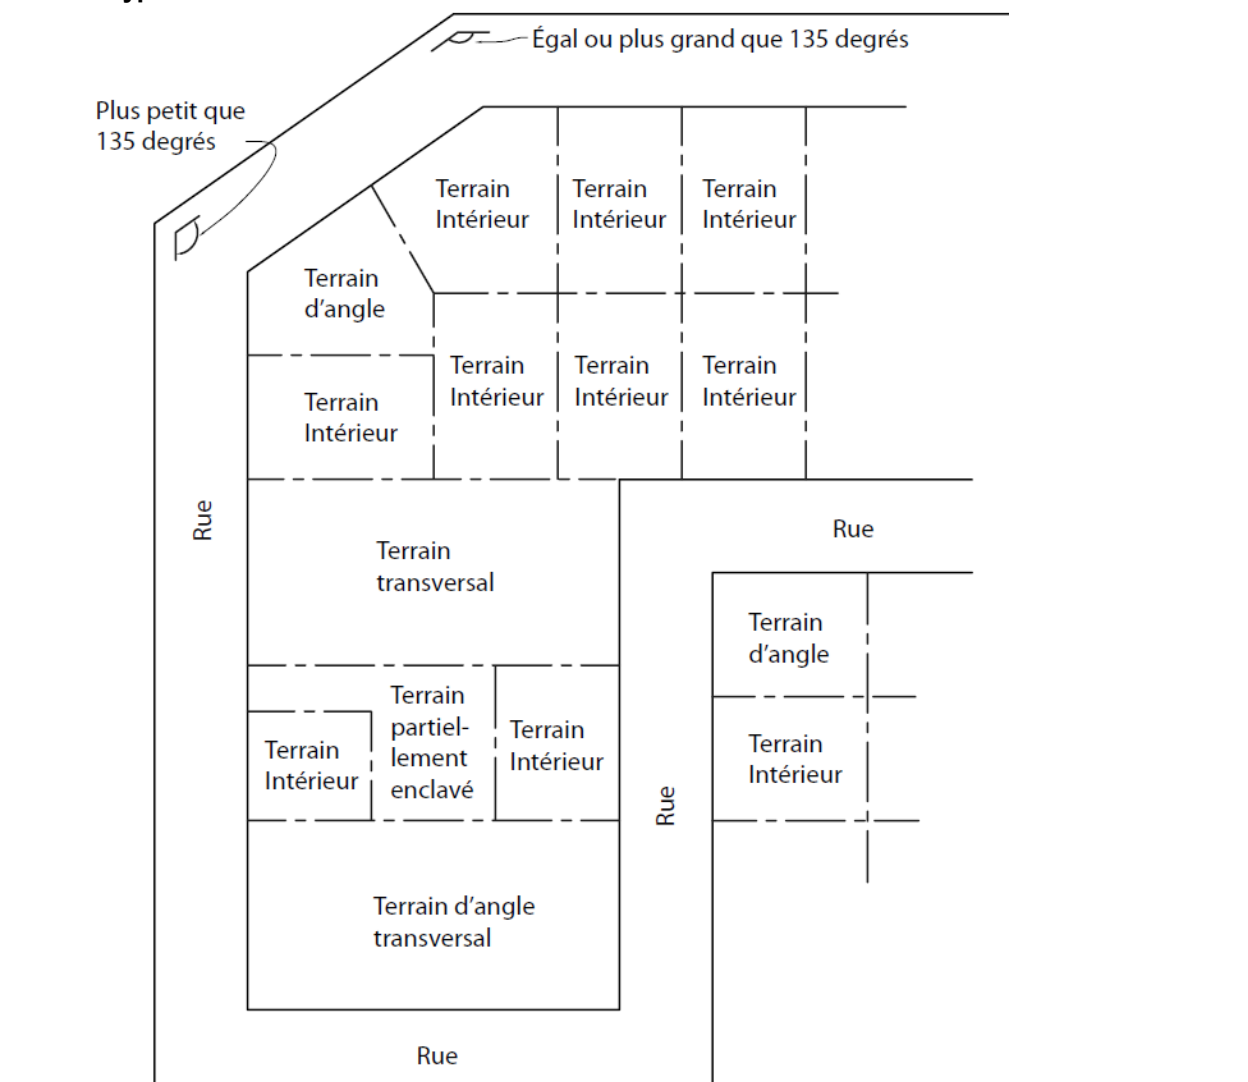 Égal ou plus grand que 135 degrés
Plus petit que
135 degrés
Terrain
Intérieur
Terrain
Intérieur
Terrain
Intérieur
Terrain
d’angle
Terrain
Intérieur
Terrain
Intérieur
Terrain
Intérieur
Terrain
Intérieur
Rue
Terrain
transversal
Rue
Terrain
d’angle
Terrain
partiel-
lement
enclavé
Terrain
Intérieur
Terrain
Intérieur
Terrain
Intérieur
Rue
Terrain d’angle
transversal
Rue